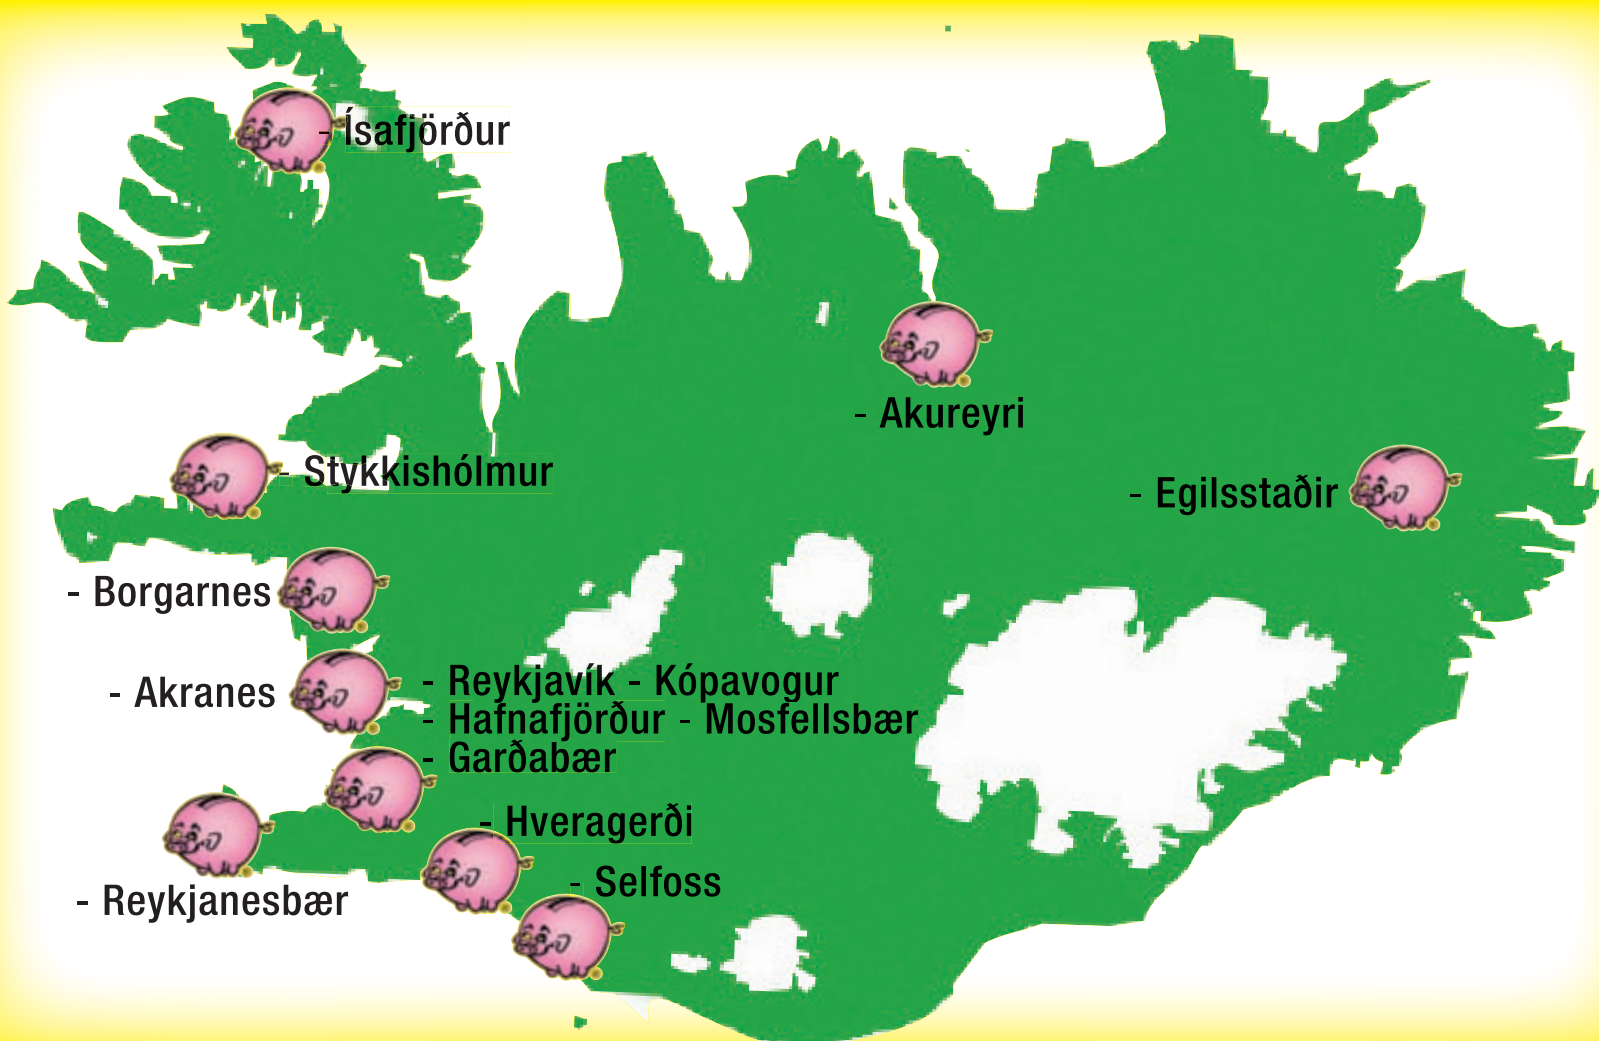 - Ísafjörður
- Akureyri
- Stykkishólmur
- Egilsstaðir
- Borgarnes
- Akranes
- Reykjavík - Kópavogur
- Hafnafjörður - Mosfellsbær
- Garðabær
- Hveragerði
- Selfoss
- Reykjanesbær